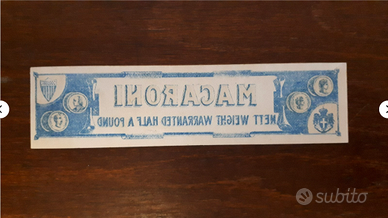 MACARONI
NETT WEIGHT WARRANTED HALF A POUND
subito